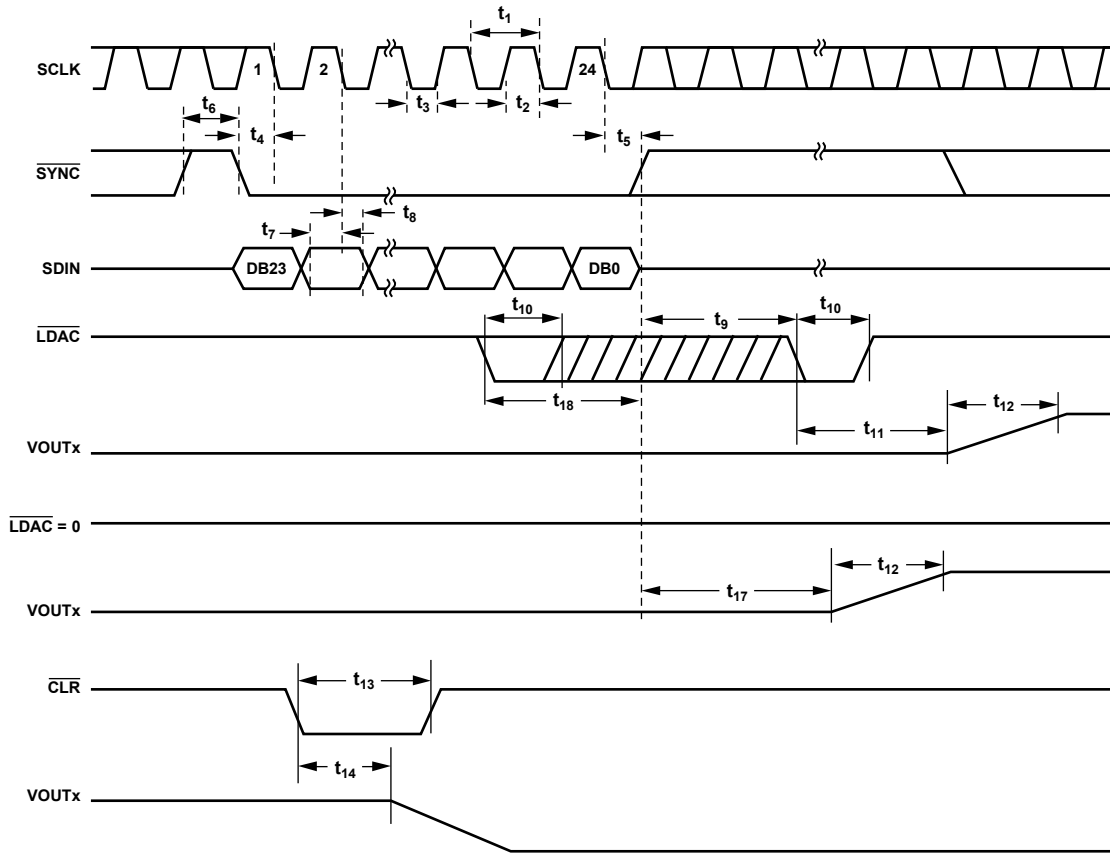 t1
SCLK
1
2
24
t3
t2
t6
t4
t5
SYNC
t7
t8
SDIN
DB23
DB0
t10
t9
t10
LDAC
t18
t11
t12
VOUTx
LDAC = 0
t12
t17
VOUTx
t13
CLR
t14
VOUTx